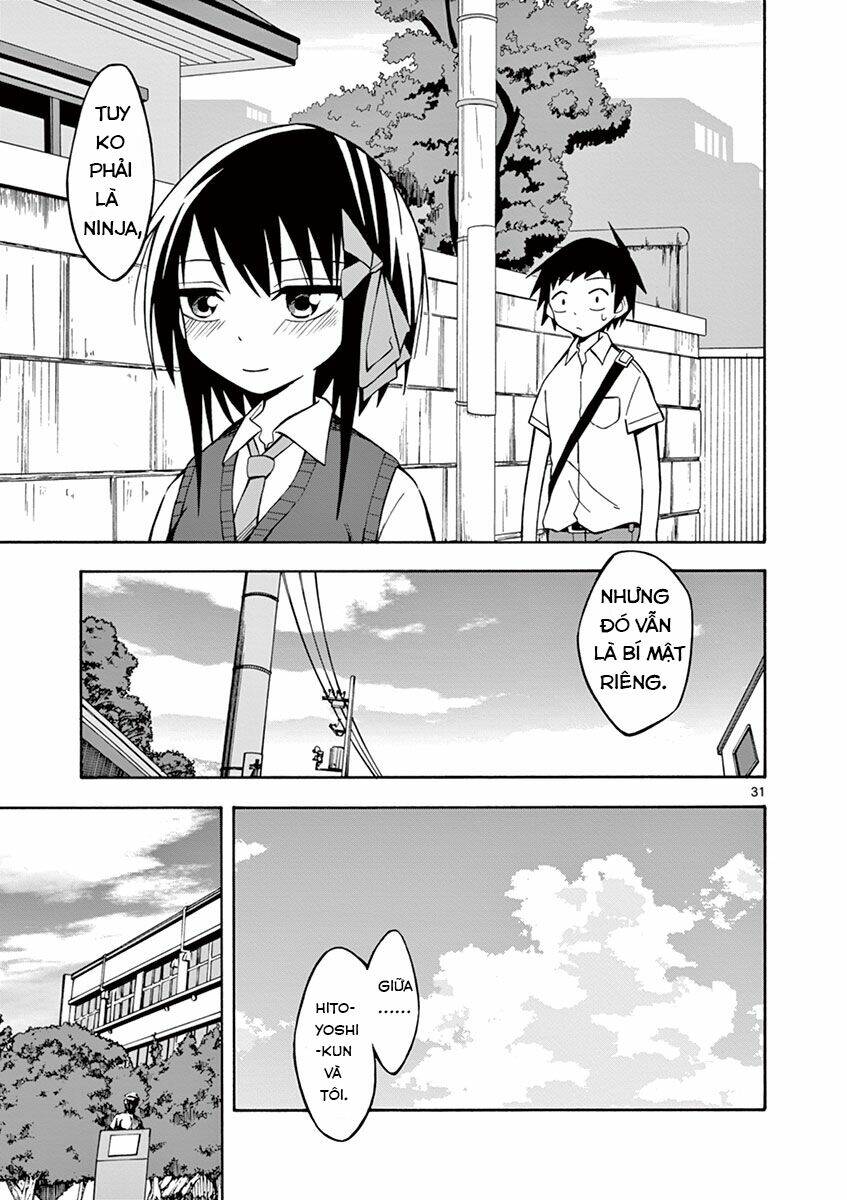 TUY
KO
PHẢI
LÀ
NINJA,
NHƯNG
ĐÓ VẪN
LÀ BÍ MẬT
RIÊNG.
31
GIỮA
......
HITO-
YOSHI
-KUN
VÀ
TÔI.